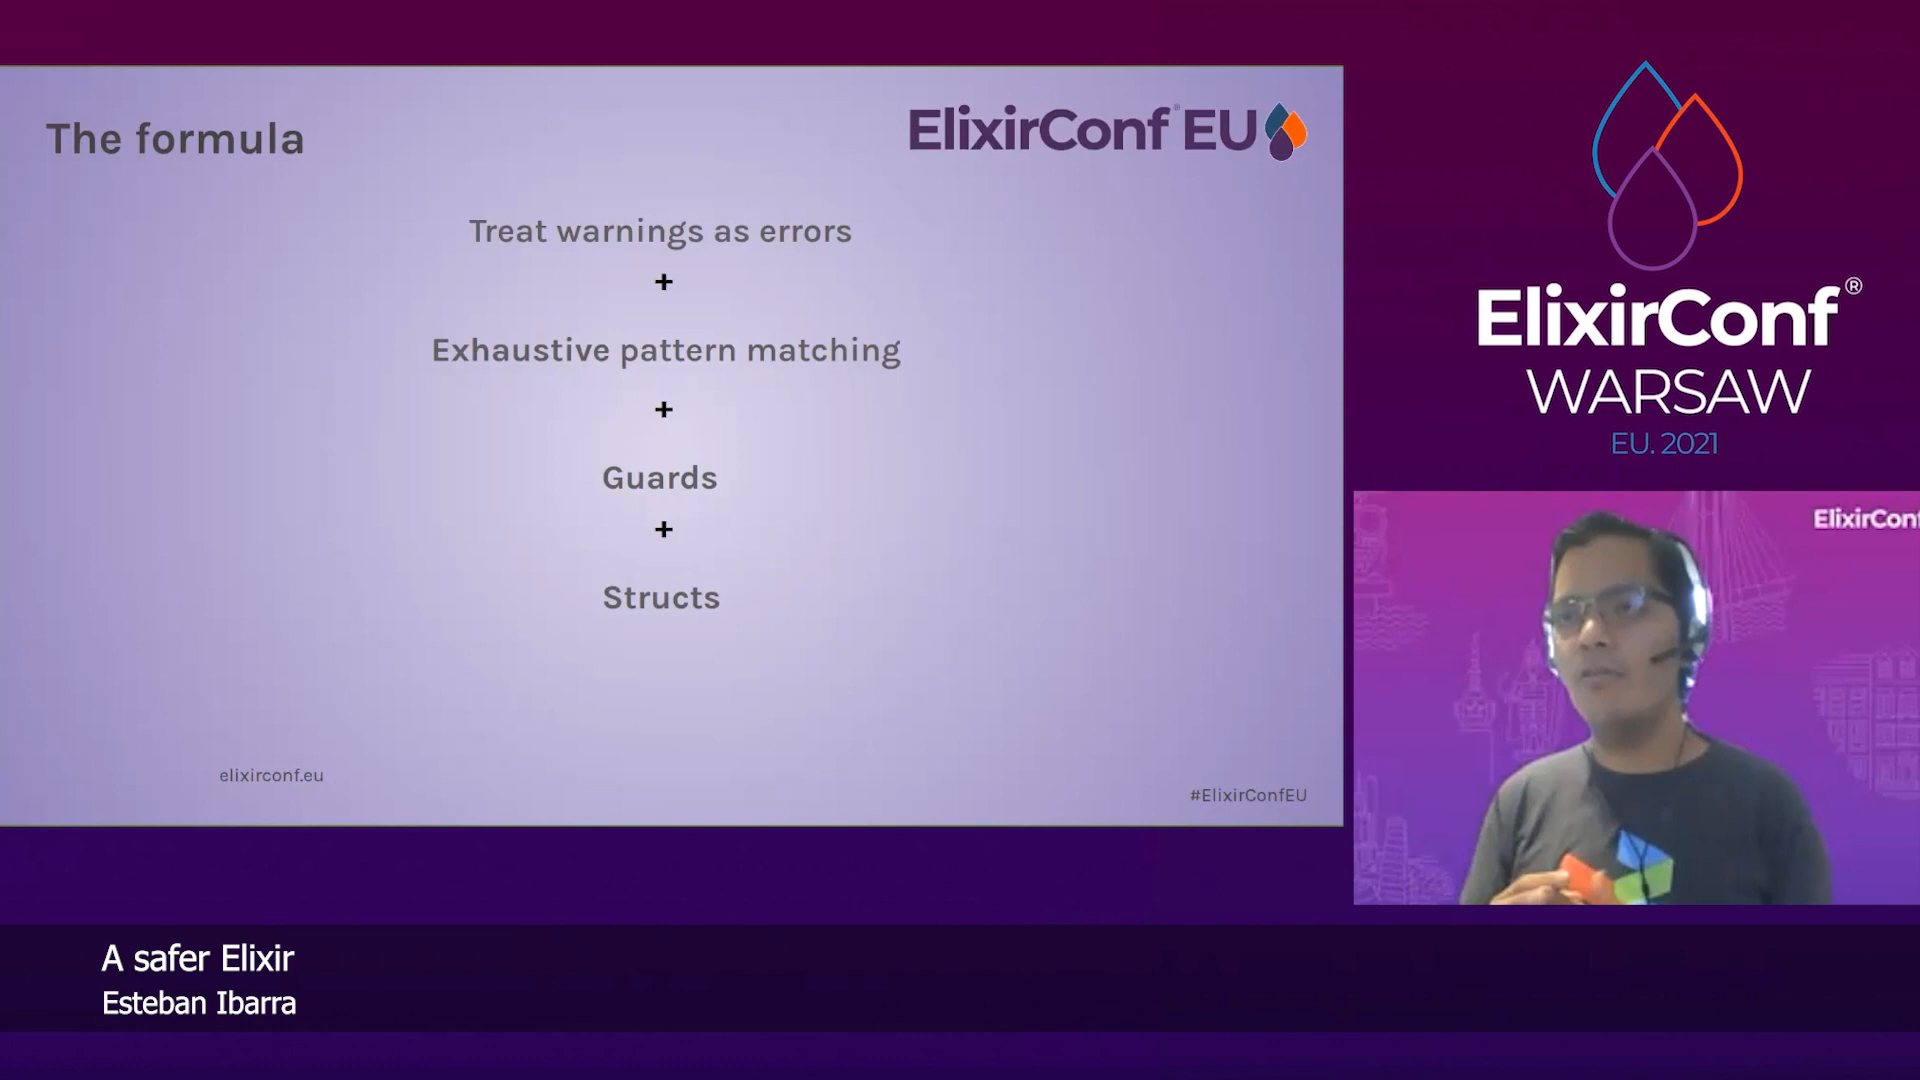 The formula
ElixirConf® EU
Treat warnings as errors
+
Exhaustive pattern matching
+
Guards
+
Structs
elixirconf.eu
#ElixirConfEU
ElixirConf®
WARSAW
EU. 2021
ElixirConf
A safer Elixir
Esteban Ibarra